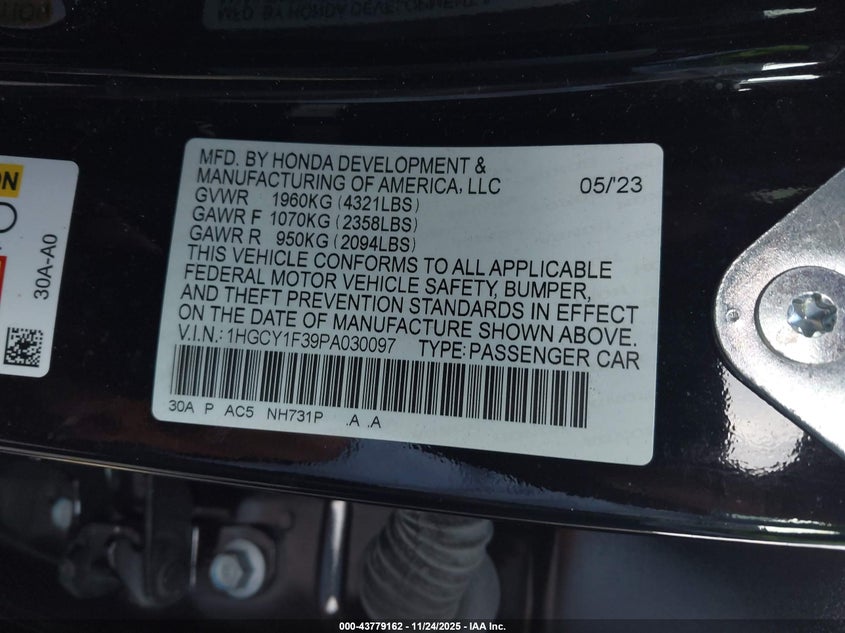 MFD. BY HONDA DEVELOPMENT &
MANUFACTURING OF AMERICA, LLC 05/'23
GVWR 1960KG (4321LBS)
GAWR F 1070KG (2358LBS)
GAWR R 950KG (2094LBS)
THIS VEHICLE CONFORMS TO ALL APPLICABLE
FEDERAL MOTOR VEHICLE SAFETY, BUMPER,
AND THEFT PREVENTION STANDARDS IN EFFECT
ON THE DATE OF MANUFACTURE SHOWN ABOVE.
V.I.N.: 1HGCY1F39PA030097 TYPE: PASSENGER CAR
30A P AC5 NH731P .A .A
30A-A0
000-43779162 - 11/24/2025 - IAA Inc.